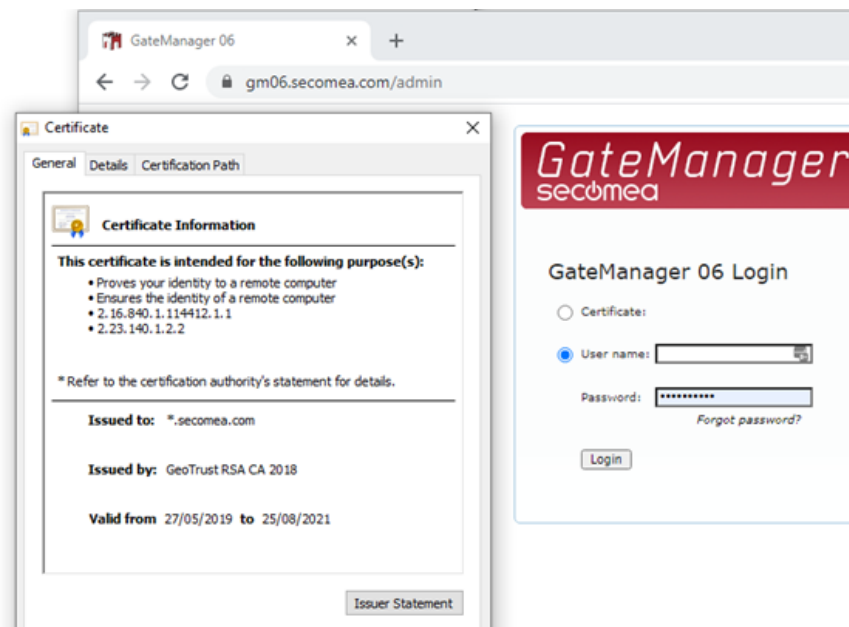 GateManager 06
gm06.secomea.com/admin
Certificate
General Details Certification Path
Certificate Information
This certificate is intended for the following purpose(s):
• Proves your identity to a remote computer
• Ensures the identity of a remote computer
• 2.16.840.1.114412.1.1
• 2.23.140.1.2.2
* Refer to the certification authority's statement for details.
Issued to: *.secomea.com
Issued by: GeoTrust RSA CA 2018
Valid from 27/05/2019 to 25/08/2021
Issuer Statement
GateManager
secomea
GateManager 06 Login
Certificate:
User name:
Password: ••••••••••
Forgot password?
Login